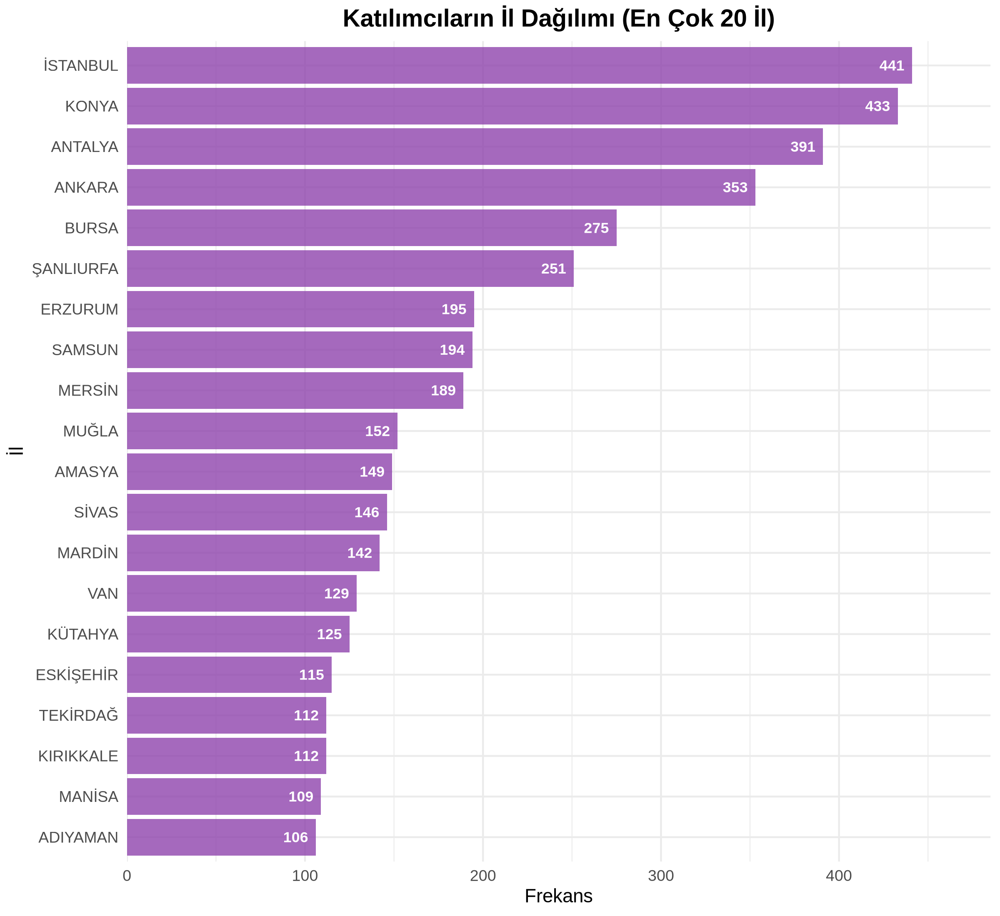 Katılımcıların İl Dağılımı (En Çok 20 İl)
İSTANBUL 441
KONYA 433
ANTALYA 391
ANKARA 353
BURSA 275
ŞANLIURFA 251
ERZURUM 195
SAMSUN 194
MERSİN 189
MUĞLA 152
AMASYA 149
SİVAS 146
MARDİN 142
VAN 129
KÜTAHYA 125
ESKİŞEHİR 115
TEKİRDAĞ 112
KIRIKKALE 112
MANİSA 109
ADIYAMAN 106
İl
0 100 200 300 400
Frekans